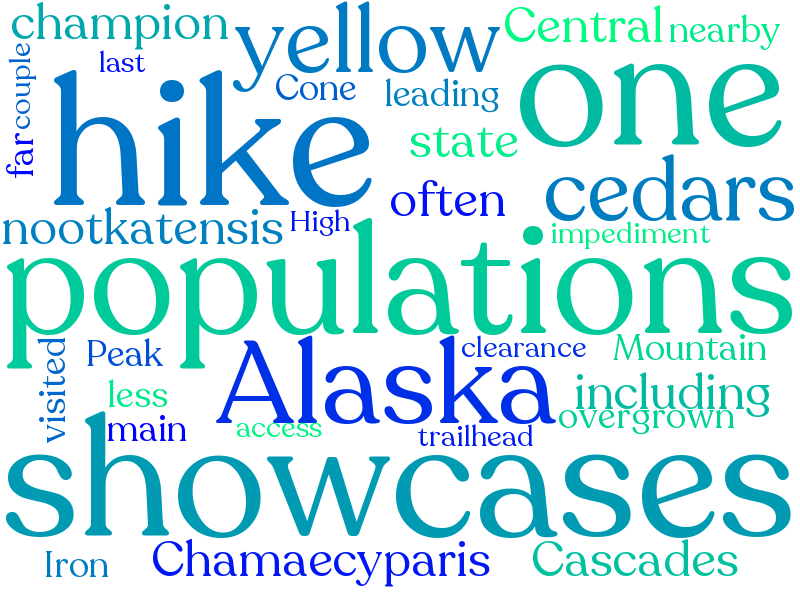 champion
yellow
Central
nearby
couple
last
Cone
leading
one
hike
state
far
often
cedars
nootkatensis
High
impediment
populations
visited
Peak
Alaska
clearance
Mountain
less
including
main
access
trailhead
overgrown
showcases
Iron
Chamaecyparis
Cascades